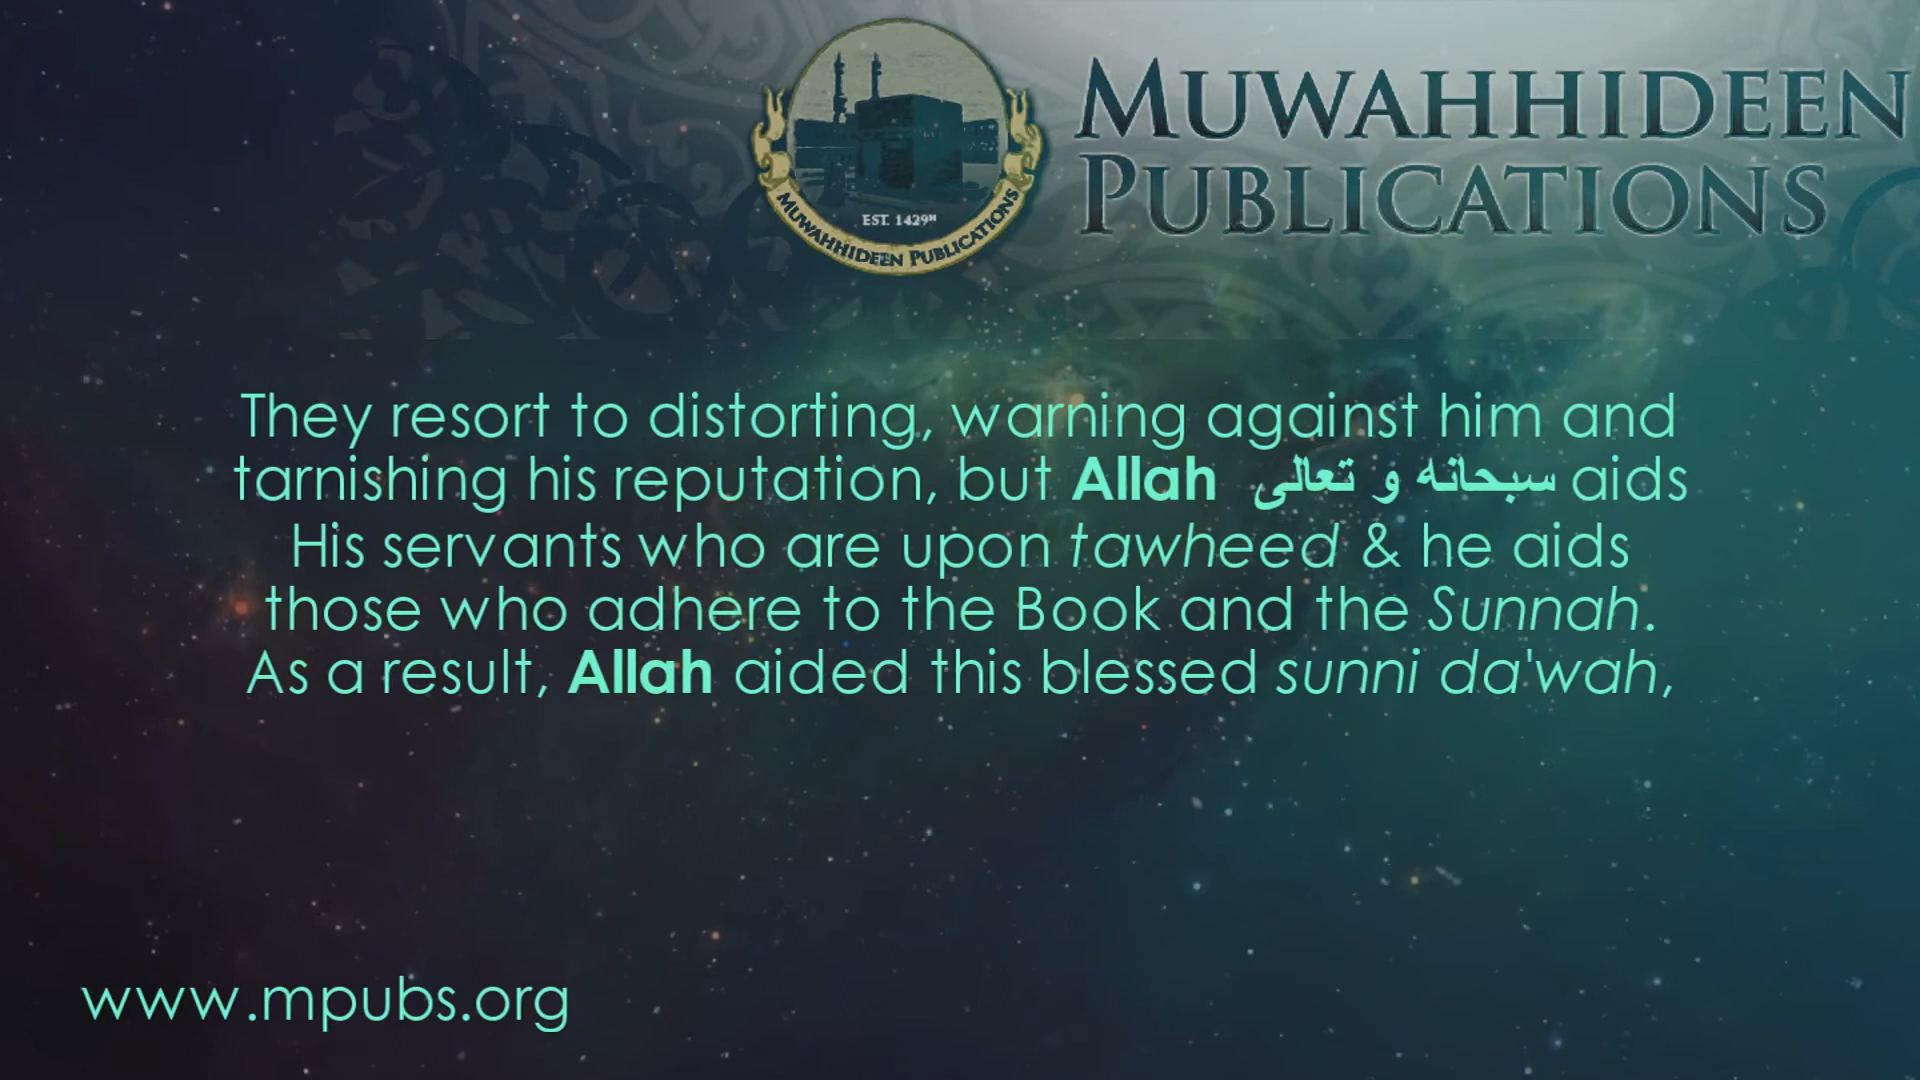 MUWAHHIDEEN
PUBLICATIONS
EST. 1429H
MUWAHHIDEEN PUBLICATIONS
They resort to distorting, warning against him and
tarnishing his reputation, but Allah سبحانه و تعالى aids
His servants who are upon tawheed & he aids
those who adhere to the Book and the Sunnah.
As a result, Allah aided this blessed sunni da'wah,
www.mpubs.org